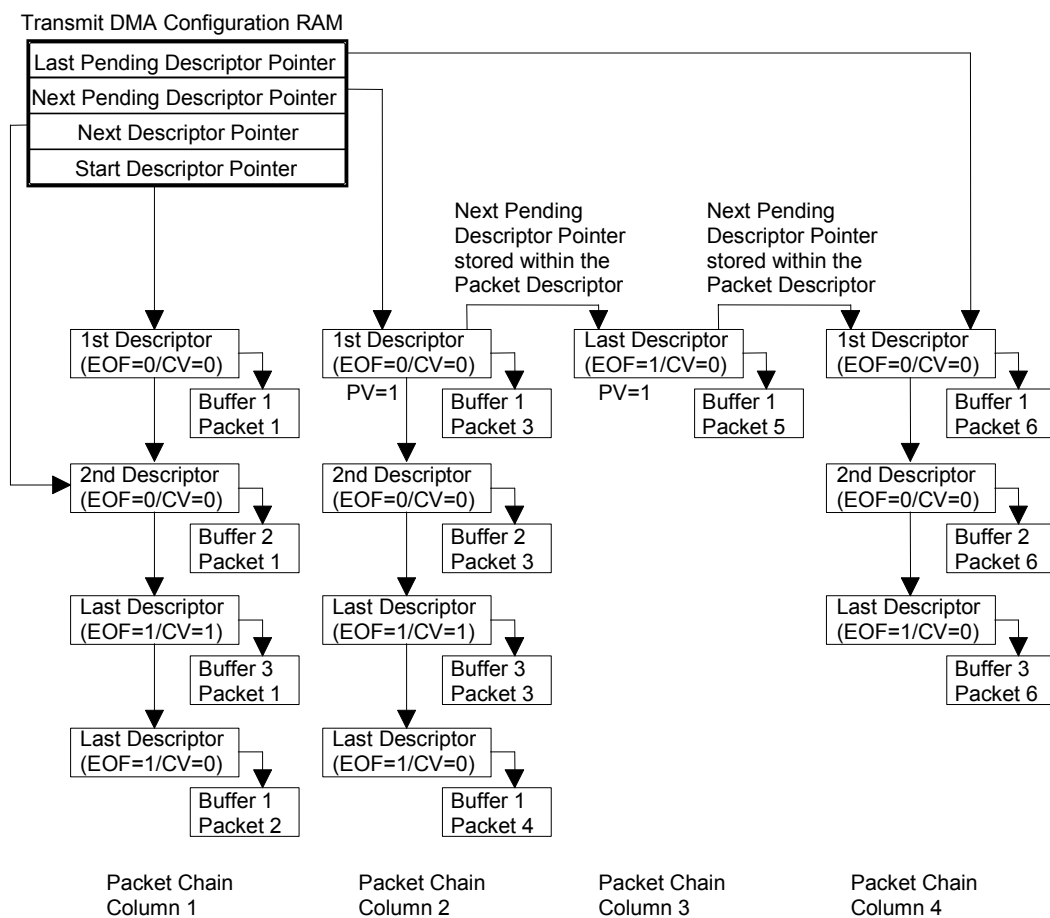 Transmit DMA Configuration RAM
Last Pending Descriptor Pointer
Next Pending Descriptor Pointer
Next Descriptor Pointer
Start Descriptor Pointer
Next Pending
Descriptor Pointer
stored within the
Packet Descriptor
Next Pending
Descriptor Pointer
stored within the
Packet Descriptor
1st Descriptor
(EOF=0/CV=0)
Buffer 1
Packet 1
2nd Descriptor
(EOF=0/CV=0)
Buffer 2
Packet 1
Last Descriptor
(EOF=1/CV=1)
Buffer 3
Packet 1
Last Descriptor
(EOF=1/CV=0)
Buffer 1
Packet 2
Packet Chain
Column 1
1st Descriptor
(EOF=0/CV=0)
PV=1
Buffer 1
Packet 3
2nd Descriptor
(EOF=0/CV=0)
Buffer 2
Packet 3
Last Descriptor
(EOF=1/CV=1)
Buffer 3
Packet 3
Last Descriptor
(EOF=1/CV=0)
Buffer 1
Packet 4
Packet Chain
Column 2
Last Descriptor
(EOF=1/CV=0)
PV=1
Buffer 1
Packet 5
Packet Chain
Column 3
1st Descriptor
(EOF=0/CV=0)
Buffer 1
Packet 6
2nd Descriptor
(EOF=0/CV=0)
Buffer 2
Packet 6
Last Descriptor
(EOF=1/CV=0)
Buffer 3
Packet 6
Packet Chain
Column 4